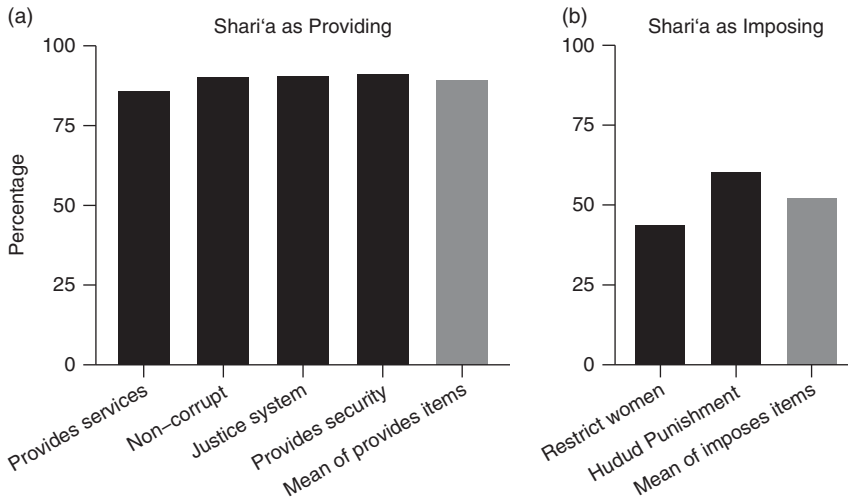 (a)
Shari‘a as Providing
Percentage
100
75
50
25
0
Provides services
Non–corrupt
Justice system
Provides security
Mean of provides items
(b)
Shari‘a as Imposing
100
75
50
25
0
Restrict women
Hudud Punishment
Mean of imposes items